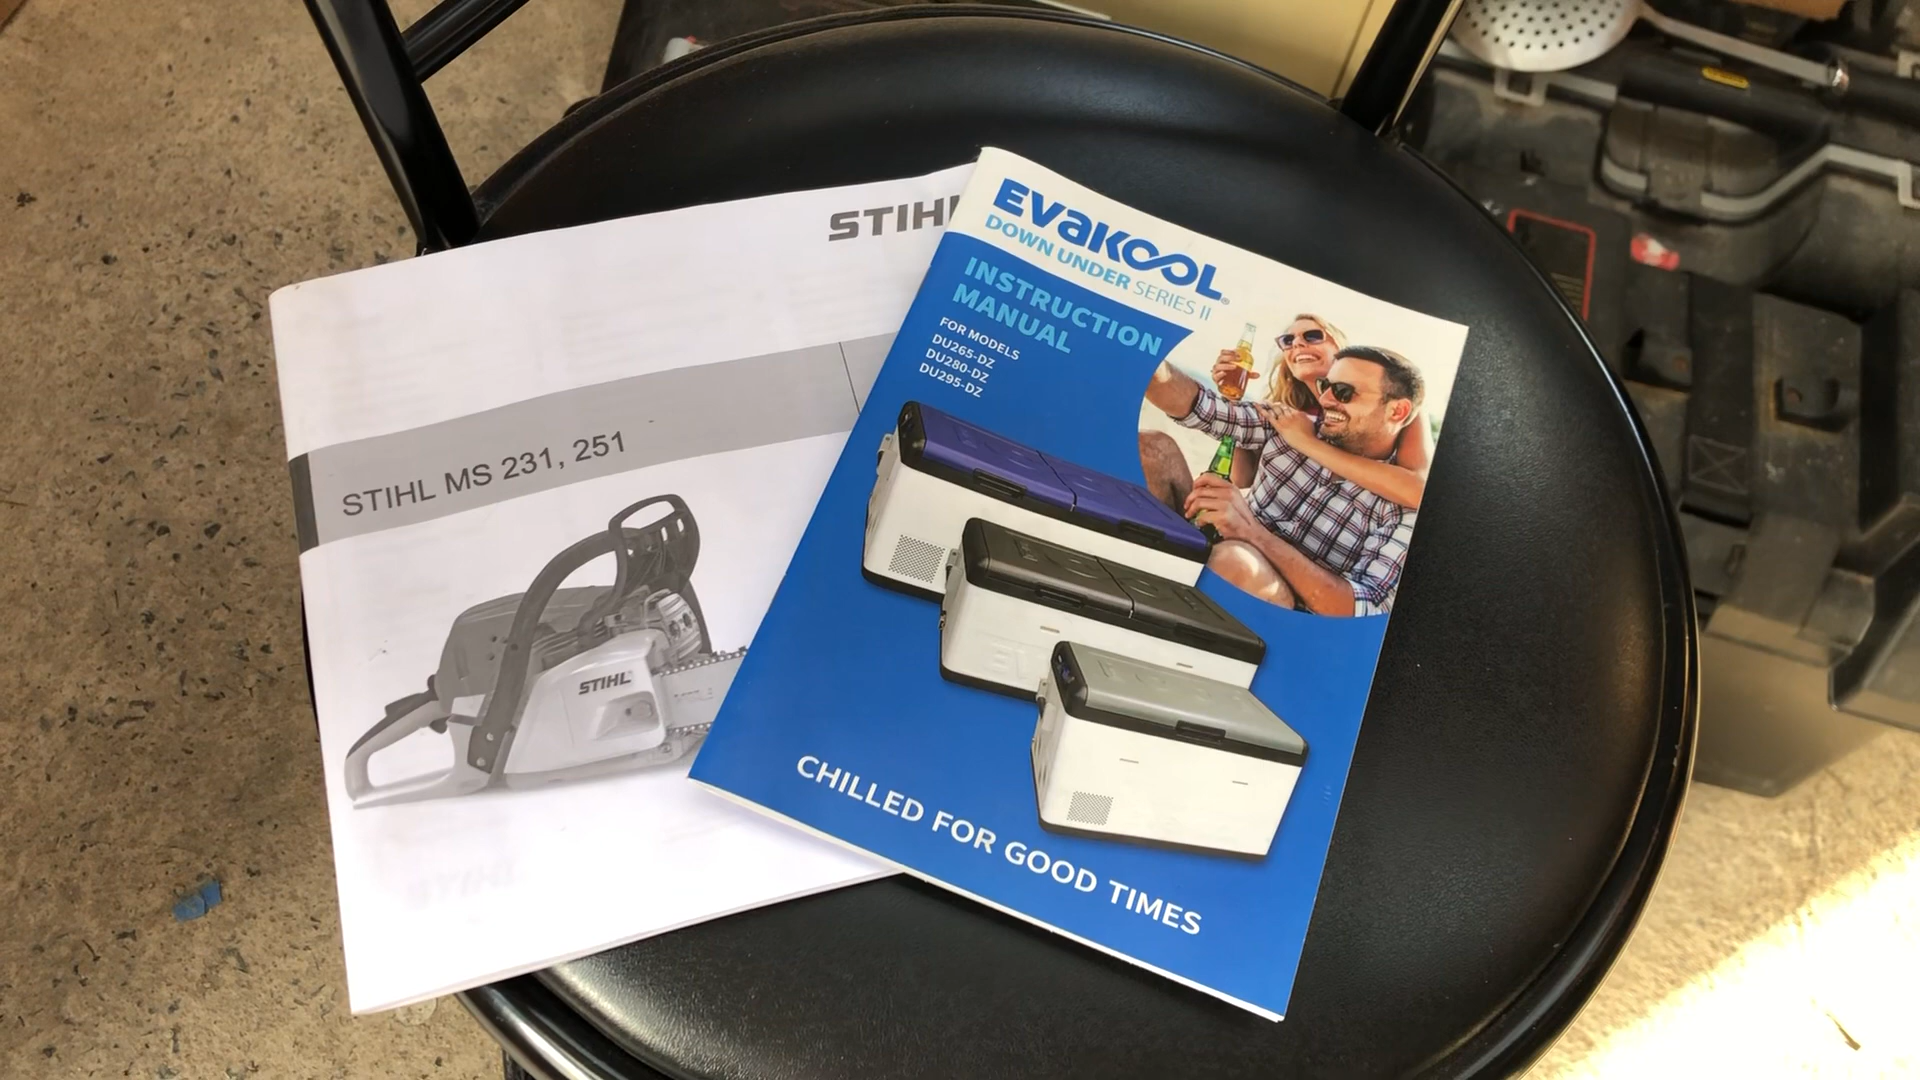 STIHL
STIHL MS 231, 251
STIHL
EVAKOOL®
DOWN UNDER SERIES II
INSTRUCTION
MANUAL
FOR MODELS
DU265-DZ
DU280-DZ
DU295-DZ
CHILLED FOR GOOD TIMES